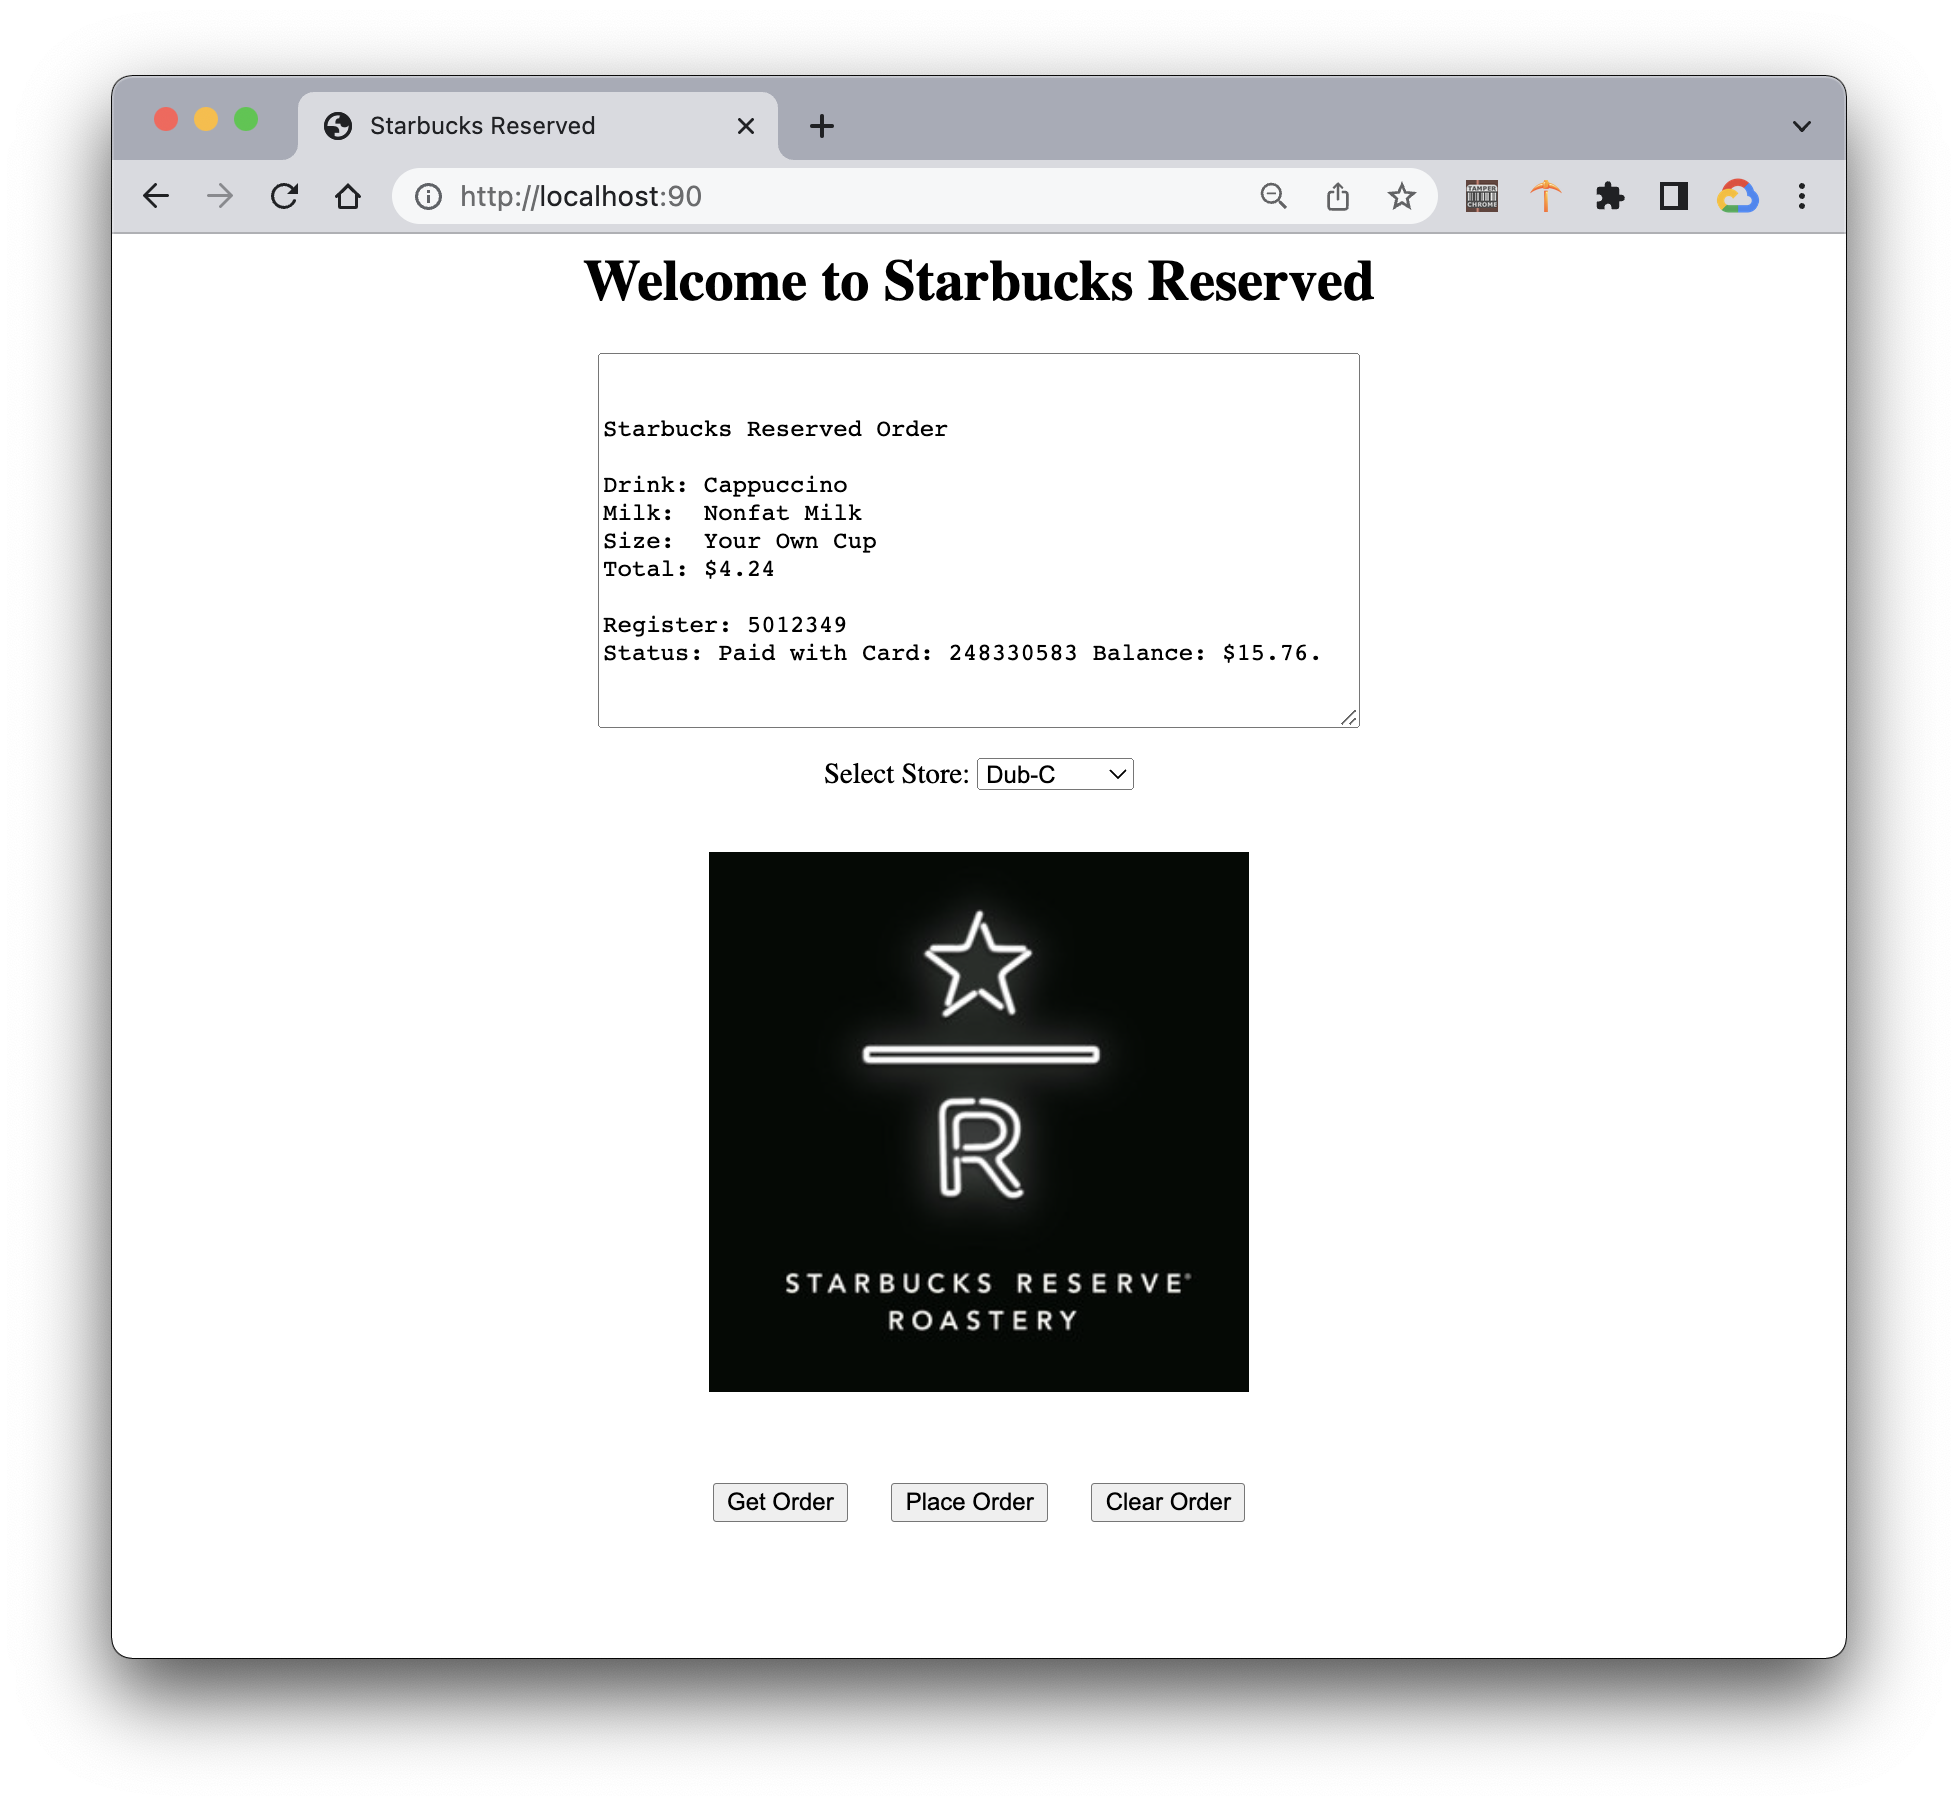 Starbucks Reserved
http://localhost:90
TAMPER
CHROME
Welcome to Starbucks Reserved
Starbucks Reserved Order
Drink: Cappuccino
Milk:  Nonfat Milk
Size:  Your Own Cup
Total: $4.24
Register: 5012349
Status: Paid with Card: 248330583 Balance: $15.76.
Select Store: Dub-C
R
STARBUCKS RESERVE®
ROASTERY
Get Order Place Order Clear Order